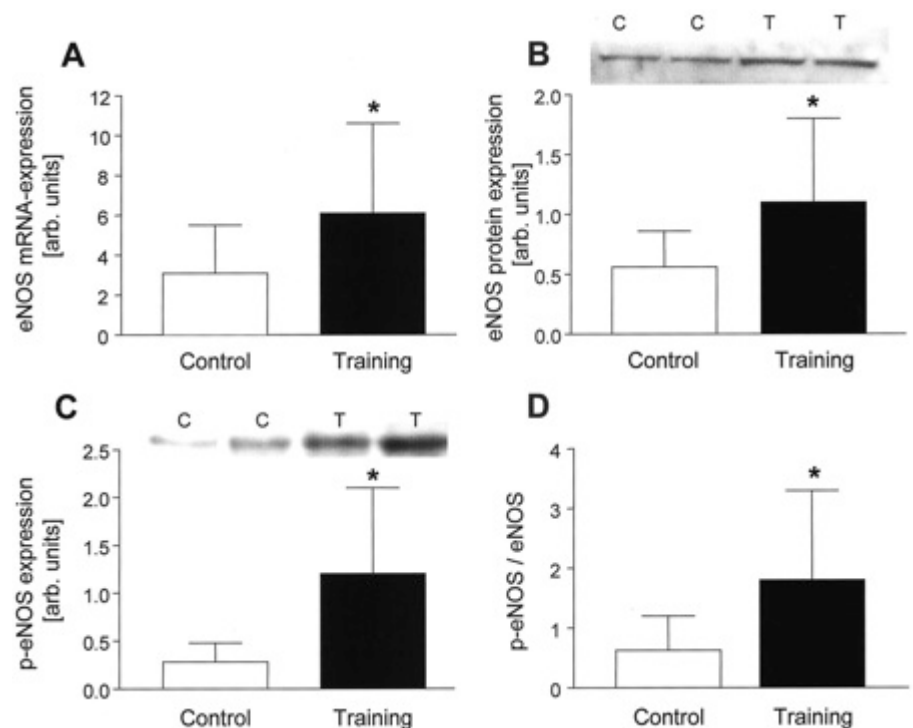 A
eNOS mRNA-expression
[arb. units]
12
10
8
6
4
2
0
*
Control Training
B
C C T T
eNOS protein expression
[arb. units]
2.0
1.5
1.0
0.5
0.0
*
Control Training
C
C C T T
p-eNOS expression
[arb. units]
2.5
2.0
1.5
1.0
0.5
0.0
*
Control Training
D
p-eNOS / eNOS
4
3
2
1
0
*
Control Training